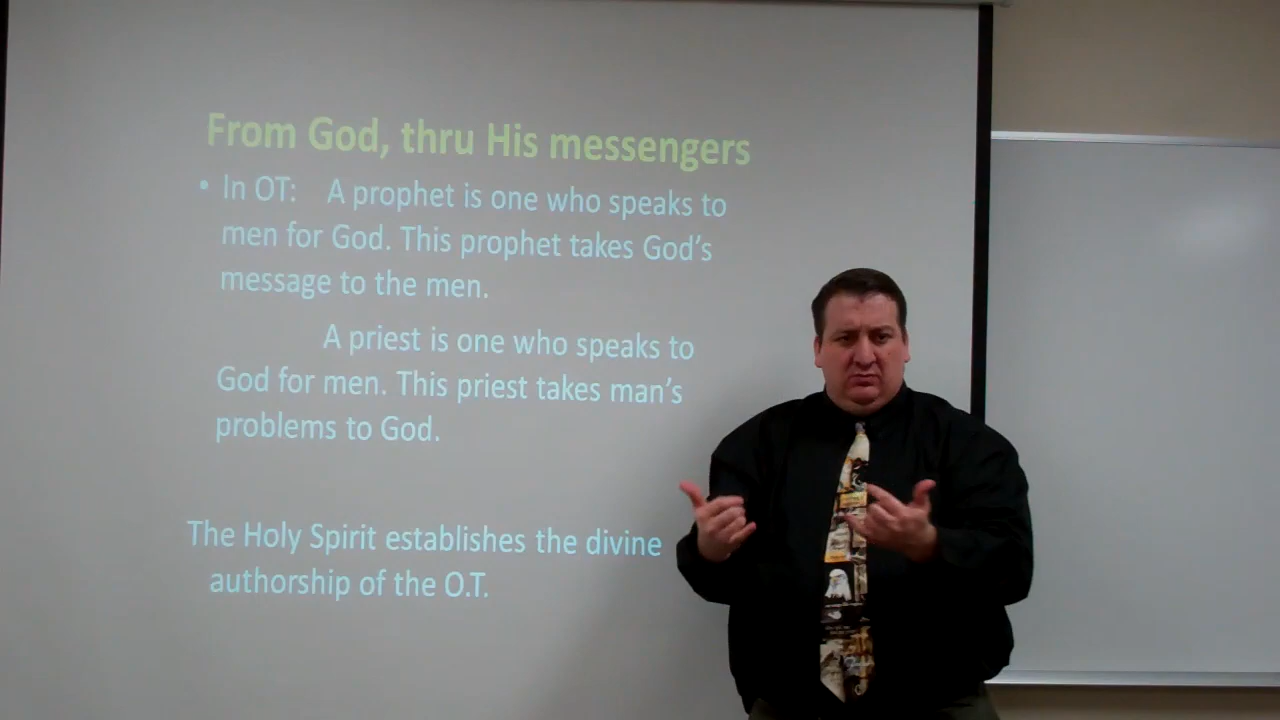 From God, thru His messengers
• In OT: A prophet is one who speaks to
men for God. This prophet takes God's
message to the men.
A priest is one who speaks to
God for men. This priest takes man's
problems to God.
The Holy Spirit establishes the divine
authorship of the O.T.